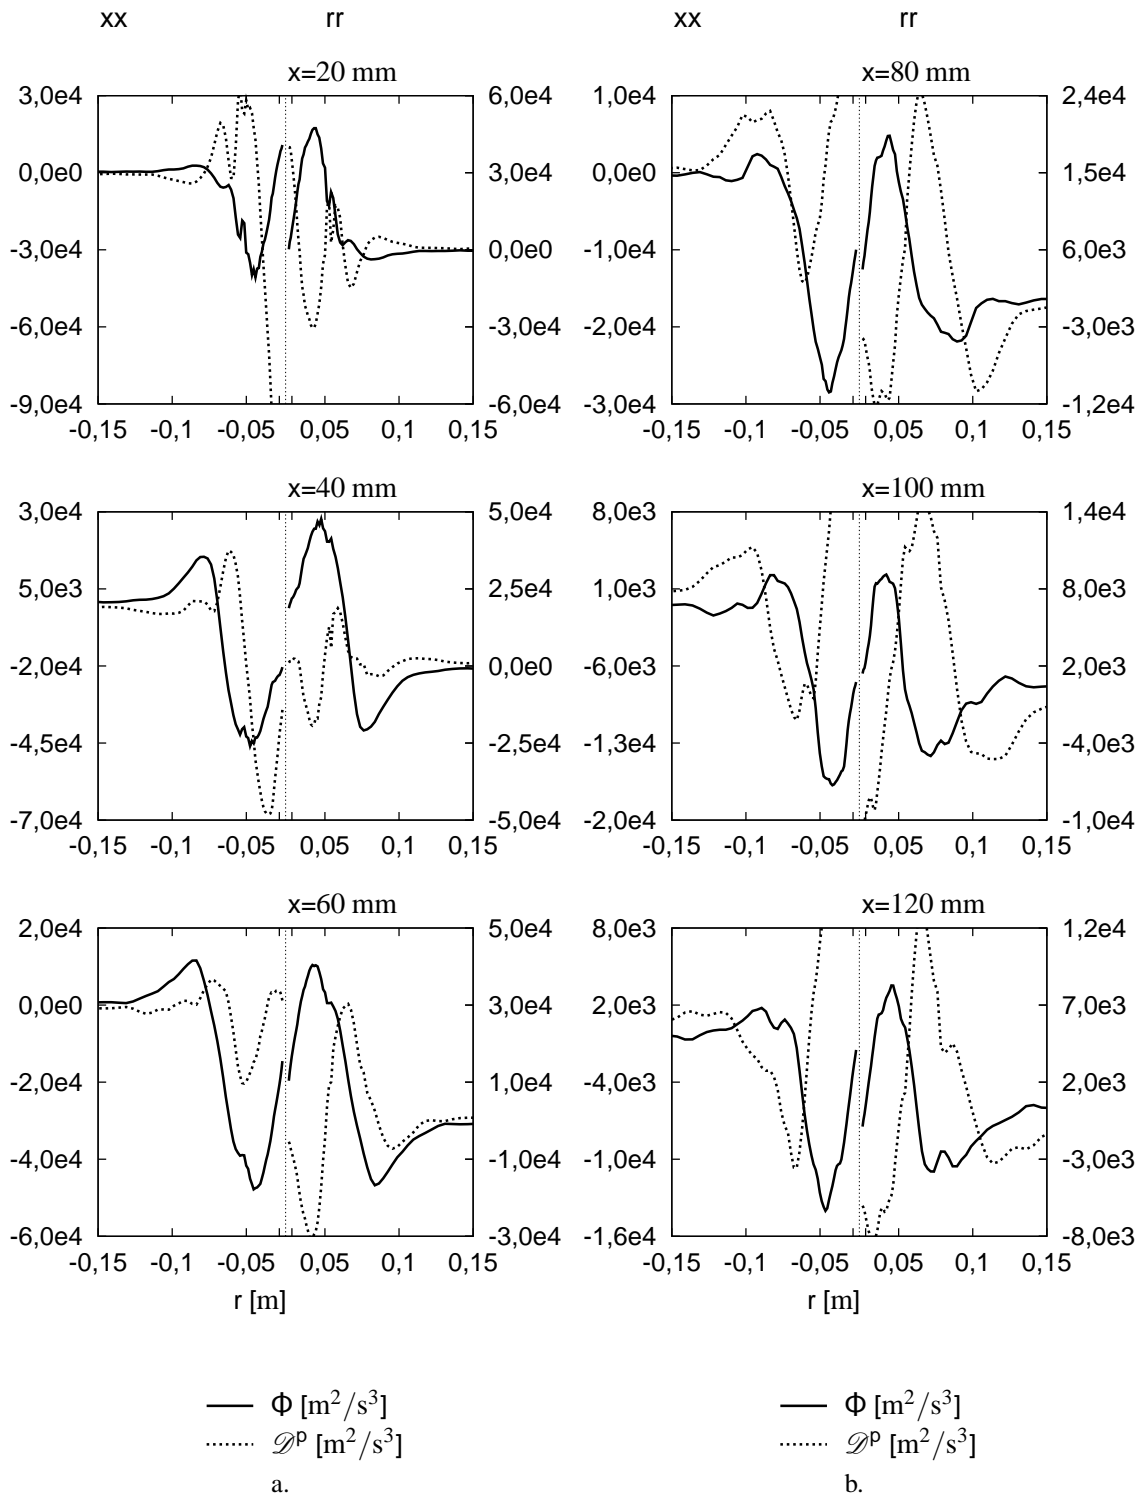 xx rr xx rr
x=20 mm x=80 mm
3,0e4 6,0e4 1,0e4 2,4e4
0,0e0 3,0e4 0,0e0 1,5e4
-3,0e4 0,0e0 -1,0e4 6,0e3
-6,0e4 -3,0e4 -2,0e4 -3,0e3
-9,0e4 -6,0e4 -3,0e4 -1,2e4
-0,15 -0,1 -0,05 0,05 0,1 0,15 -0,15 -0,1 -0,05 0,05 0,1 0,15
x=40 mm x=100 mm
3,0e4 5,0e4 8,0e3 1,4e4
5,0e3 2,5e4 1,0e3 8,0e3
-2,0e4 0,0e0 -6,0e3 2,0e3
-4,5e4 -2,5e4 -1,3e4 -4,0e3
-7,0e4 -5,0e4 -2,0e4 -1,0e4
-0,15 -0,1 -0,05 0,05 0,1 0,15 -0,15 -0,1 -0,05 0,05 0,1 0,15
x=60 mm x=120 mm
2,0e4 5,0e4 8,0e3 1,2e4
0,0e0 3,0e4 2,0e3 7,0e3
-2,0e4 1,0e4 -4,0e3 2,0e3
-4,0e4 -1,0e4 -1,0e4 -3,0e3
-6,0e4 -3,0e4 -1,6e4 -8,0e3
-0,15 -0,1 -0,05 0,05 0,1 0,15 -0,15 -0,1 -0,05 0,05 0,1 0,15
r [m] r [m]
Φ [m²/s³] Φ [m²/s³]
𝒟ᵖ [m²/s³] 𝒟ᵖ [m²/s³]
a. b.